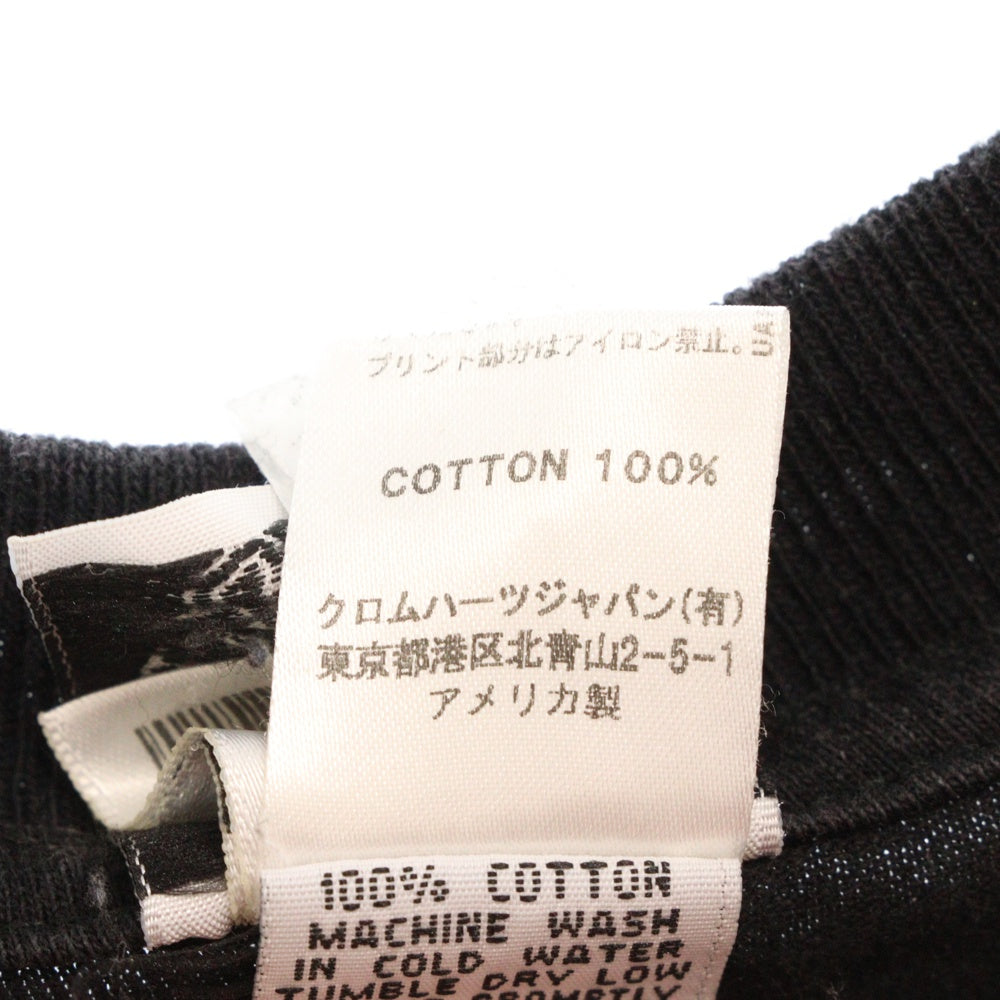 プリント部分はアイロン禁止。
COTTON 100%
クロムハーツジャパン(有)
東京都港区北青山2-5-1
アメリカ製
100% COTTON
MACHINE WASH
IN COLD WATER
TUMBLE DRY LOW
PROMPTLY